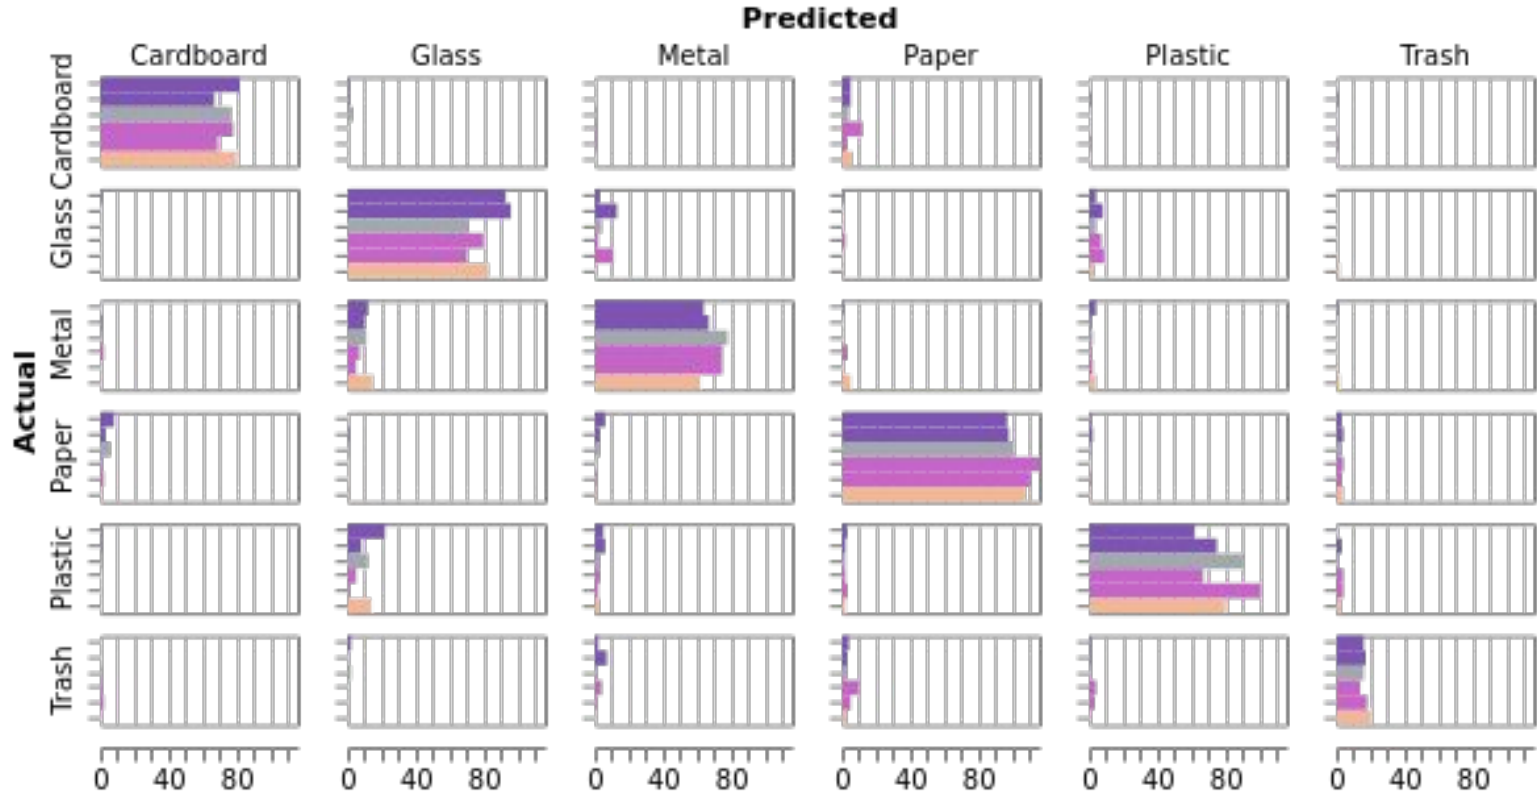 Predicted
Cardboard Glass Metal Paper Plastic Trash
Actual
Cardboard
Glass
Metal
Paper
Plastic
Trash
0 40 80 0 40 80 0 40 80 0 40 80 0 40 80 0 40 80